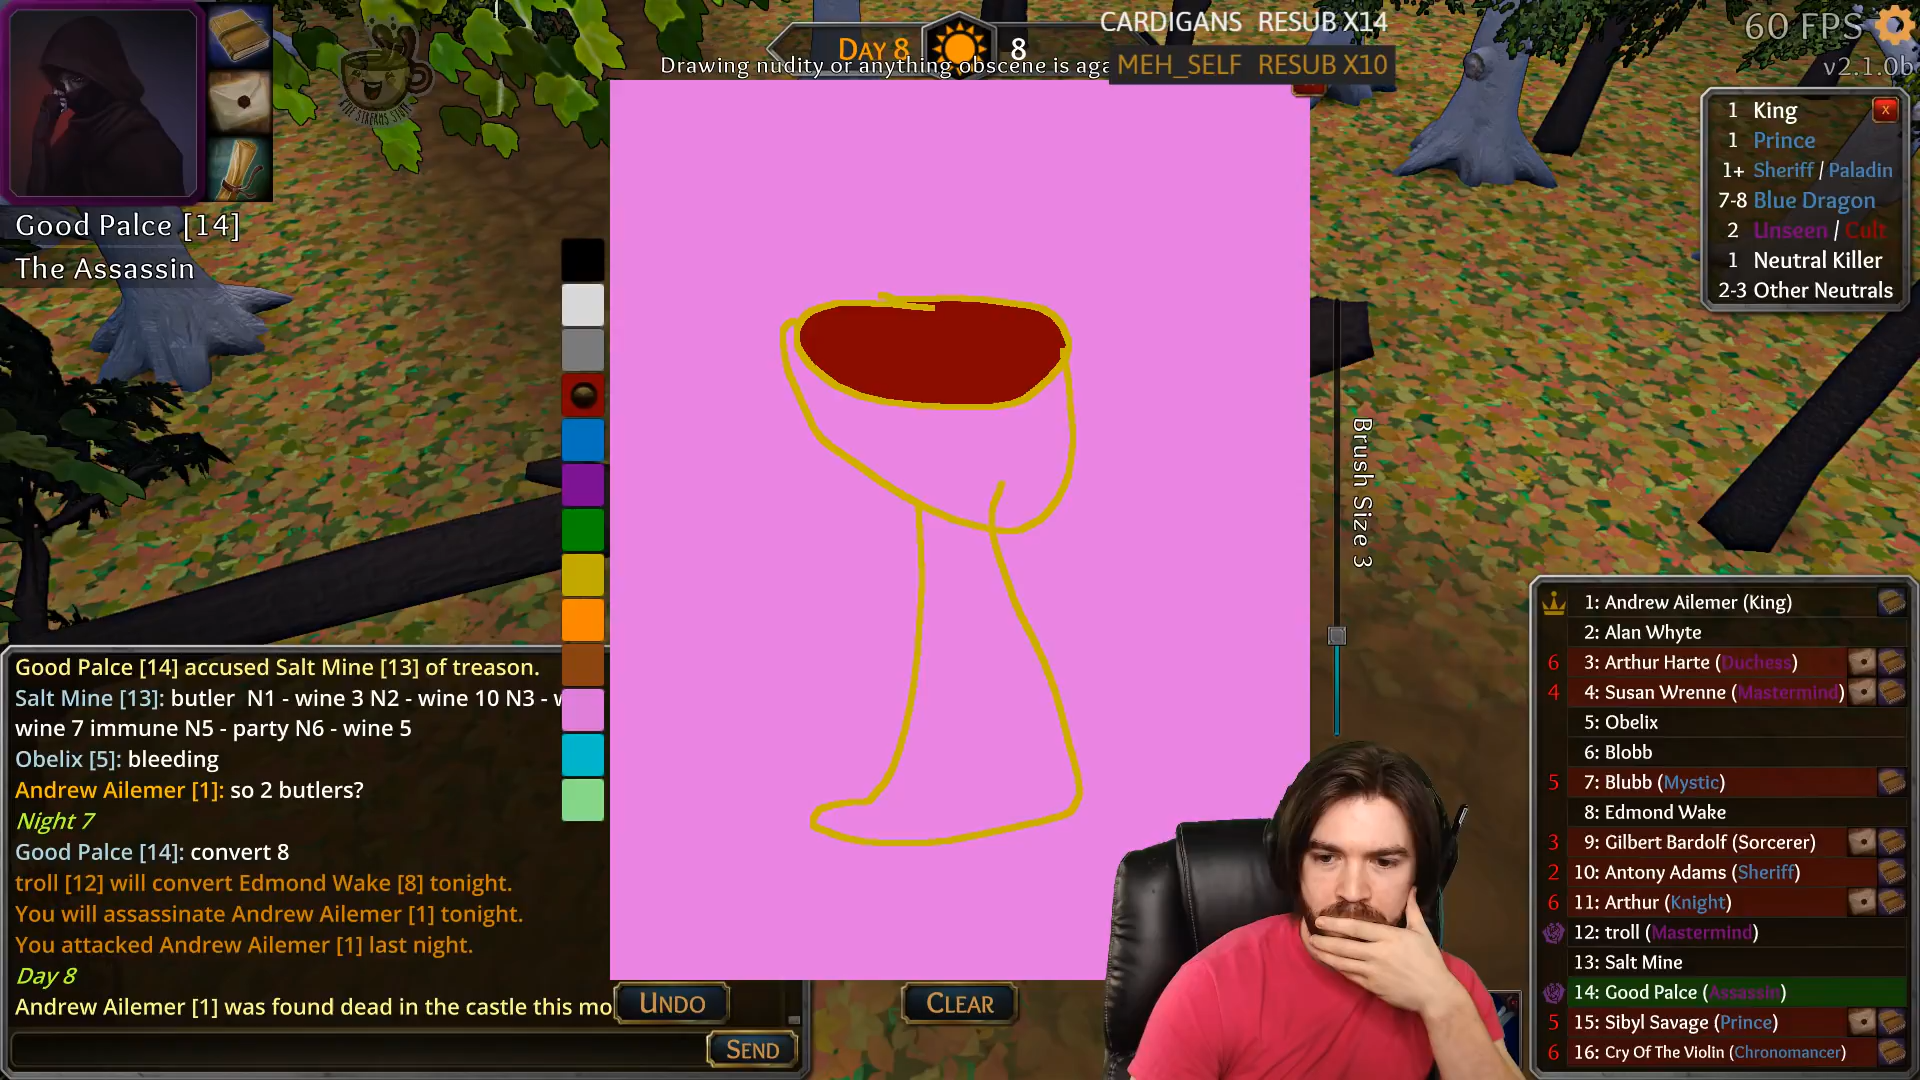 CARDIGANS RESUB X14
MEH_SELF RESUB X10
DAY 8
8
Drawing nudity or anything obscene is aga
60 FPS
v2.1.0b
THE STREAMS STUFF
Good Palce [14]
The Assassin
1 King
X
1 Prince
1+ Sheriff / Paladin
7-8 Blue Dragon
2 Unseen / Cult
1 Neutral Killer
2-3 Other Neutrals
Brush Size 3
Good Palce [14] accused Salt Mine [13] of treason.
Salt Mine [13]: butler N1 - wine 3 N2 - wine 10 N3 -
wine 7 immune N5 - party N6 - wine 5
Obelix [5]: bleeding
Andrew Ailemer [1]: so 2 butlers?
Night 7
Good Palce [14]: convert 8
troll [12] will convert Edmond Wake [8] tonight.
You will assassinate Andrew Ailemer [1] tonight.
You attacked Andrew Ailemer [1] last night.
Day 8
Andrew Ailemer [1] was found dead in the castle this mo
UNDO
CLEAR
SEND
1: Andrew Ailemer (King)
2: Alan Whyte
6 3: Arthur Harte (Duchess)
4 4: Susan Wrenne (Mastermind)
5: Obelix
6: Blobb
5 7: Blubb (Mystic)
8: Edmond Wake
3 9: Gilbert Bardolf (Sorcerer)
2 10: Antony Adams (Sheriff)
6 11: Arthur (Knight)
12: troll (Mastermind)
13: Salt Mine
14: Good Palce (Assassin)
5 15: Sibyl Savage (Prince)
6 16: Cry Of The Violin (Chronomancer)